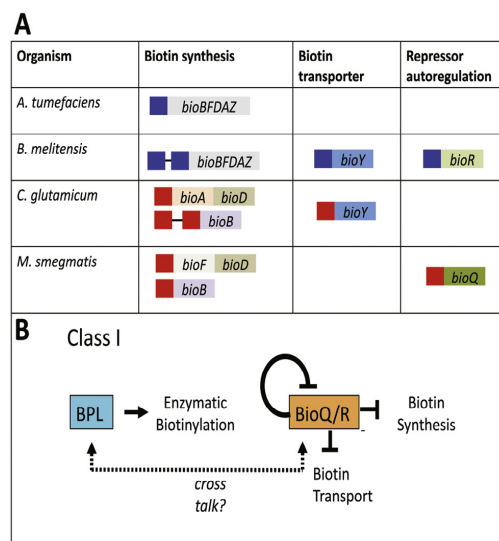 A
Organism
Biotin synthesis
Biotin
transporter
Repressor
autoregulation
A. tumefaciens
bioBFDAZ
B. melitensis
bioBFDAZ
bioY
bioR
C. glutamicum
bioA
bioD
bioB
bioY
M. smegmatis
bioF
bioD
bioB
bioQ
B
Class I
BPL
Enzymatic
Biotinylation
BioQ/R
Biotin
Synthesis
Biotin
Transport
cross
talk?